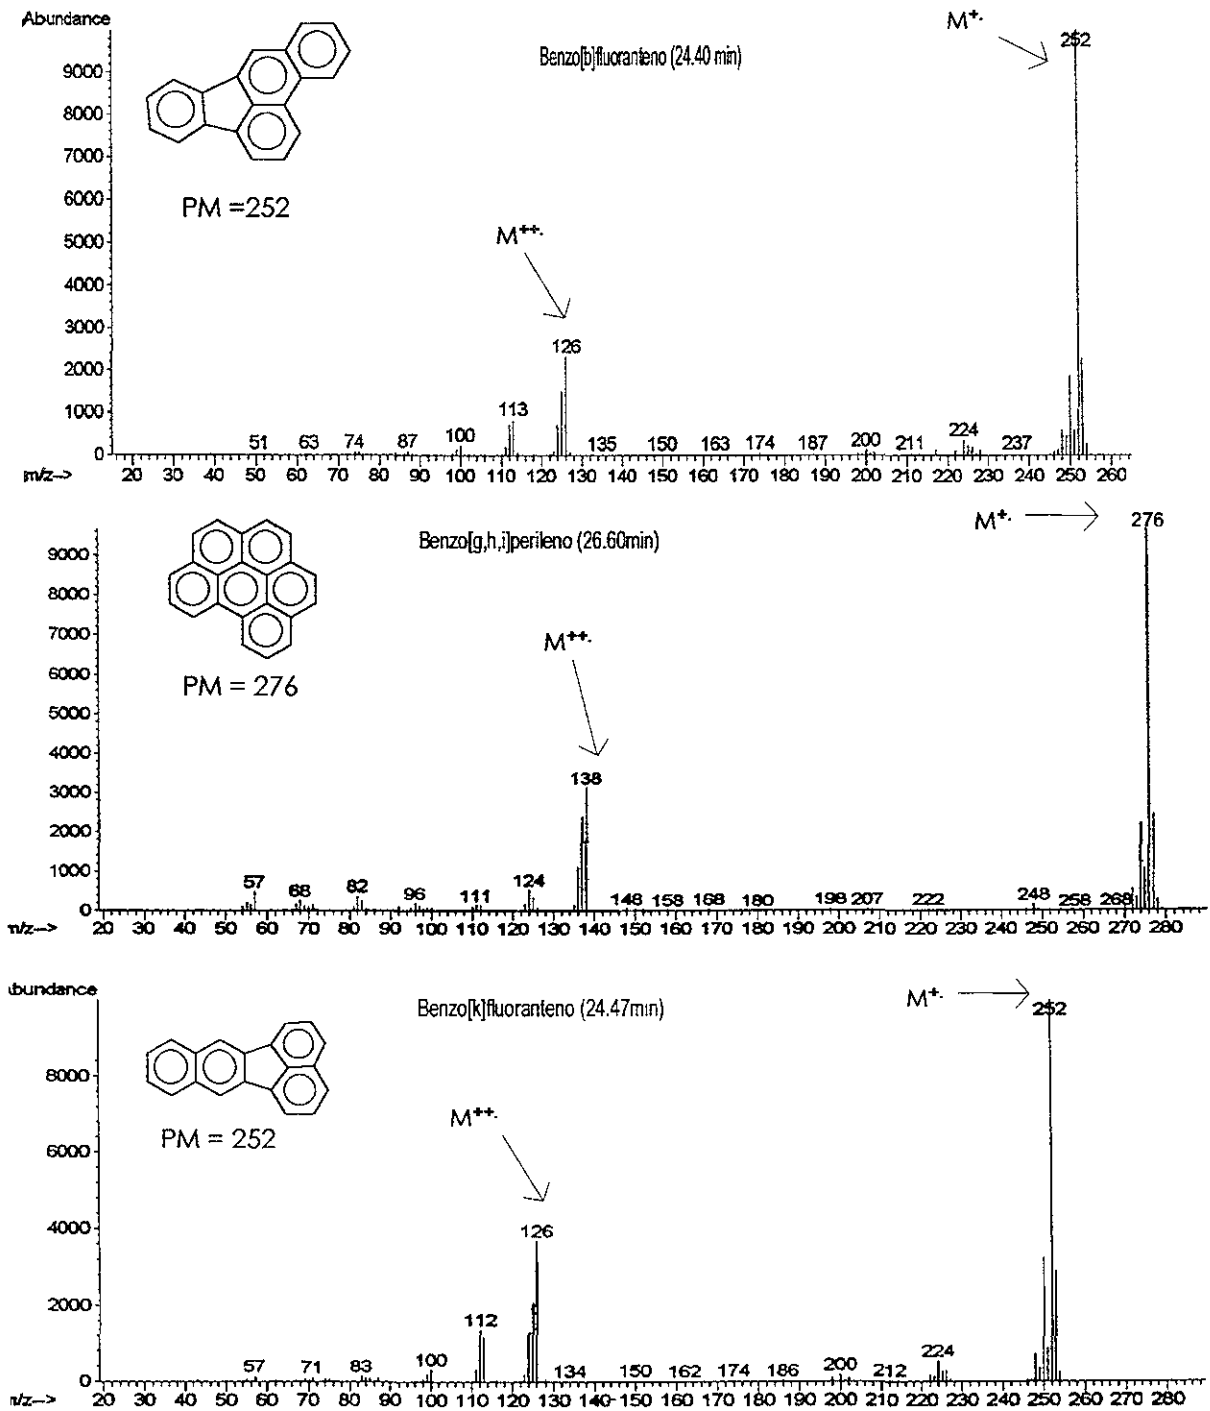 Abundance
M+.
252
Benzo[b]fluoranteno (24.40 min)
9000
8000
7000
6000
5000
4000
3000
2000
1000
0
PM =252
M++.
126
51 63 74 87 100 113 135 150 163 174 187 200 211 224 237
m/z-->
20 30 40 50 60 70 80 90 100 110 120 130 140 150 160 170 180 190 200 210 220 230 240 250 260
M+.
276
Benzo[g,h,i]perileno (26.60min)
9000
8000
7000
6000
5000
4000
3000
2000
1000
0
PM = 276
M++.
138
57 68 82 96 111 124 148 158 168 180 198 207 222 248 258 268
m/z-->
20 30 40 50 60 70 80 90 100 110 120 130 140 150 160 170 180 190 200 210 220 230 240 250 260 270 280
bundance
M+.
252
Benzo[k]fluoranteno (24.47min)
8000
6000
4000
2000
0
PM = 252
M++.
126
57 71 83 100 112 134 150 162 174 186 200 212 224
n/z-->
20 30 40 50 60 70 80 90 100 110 120 130 140 150 160 170 180 190 200 210 220 230 240 250 260 270 280